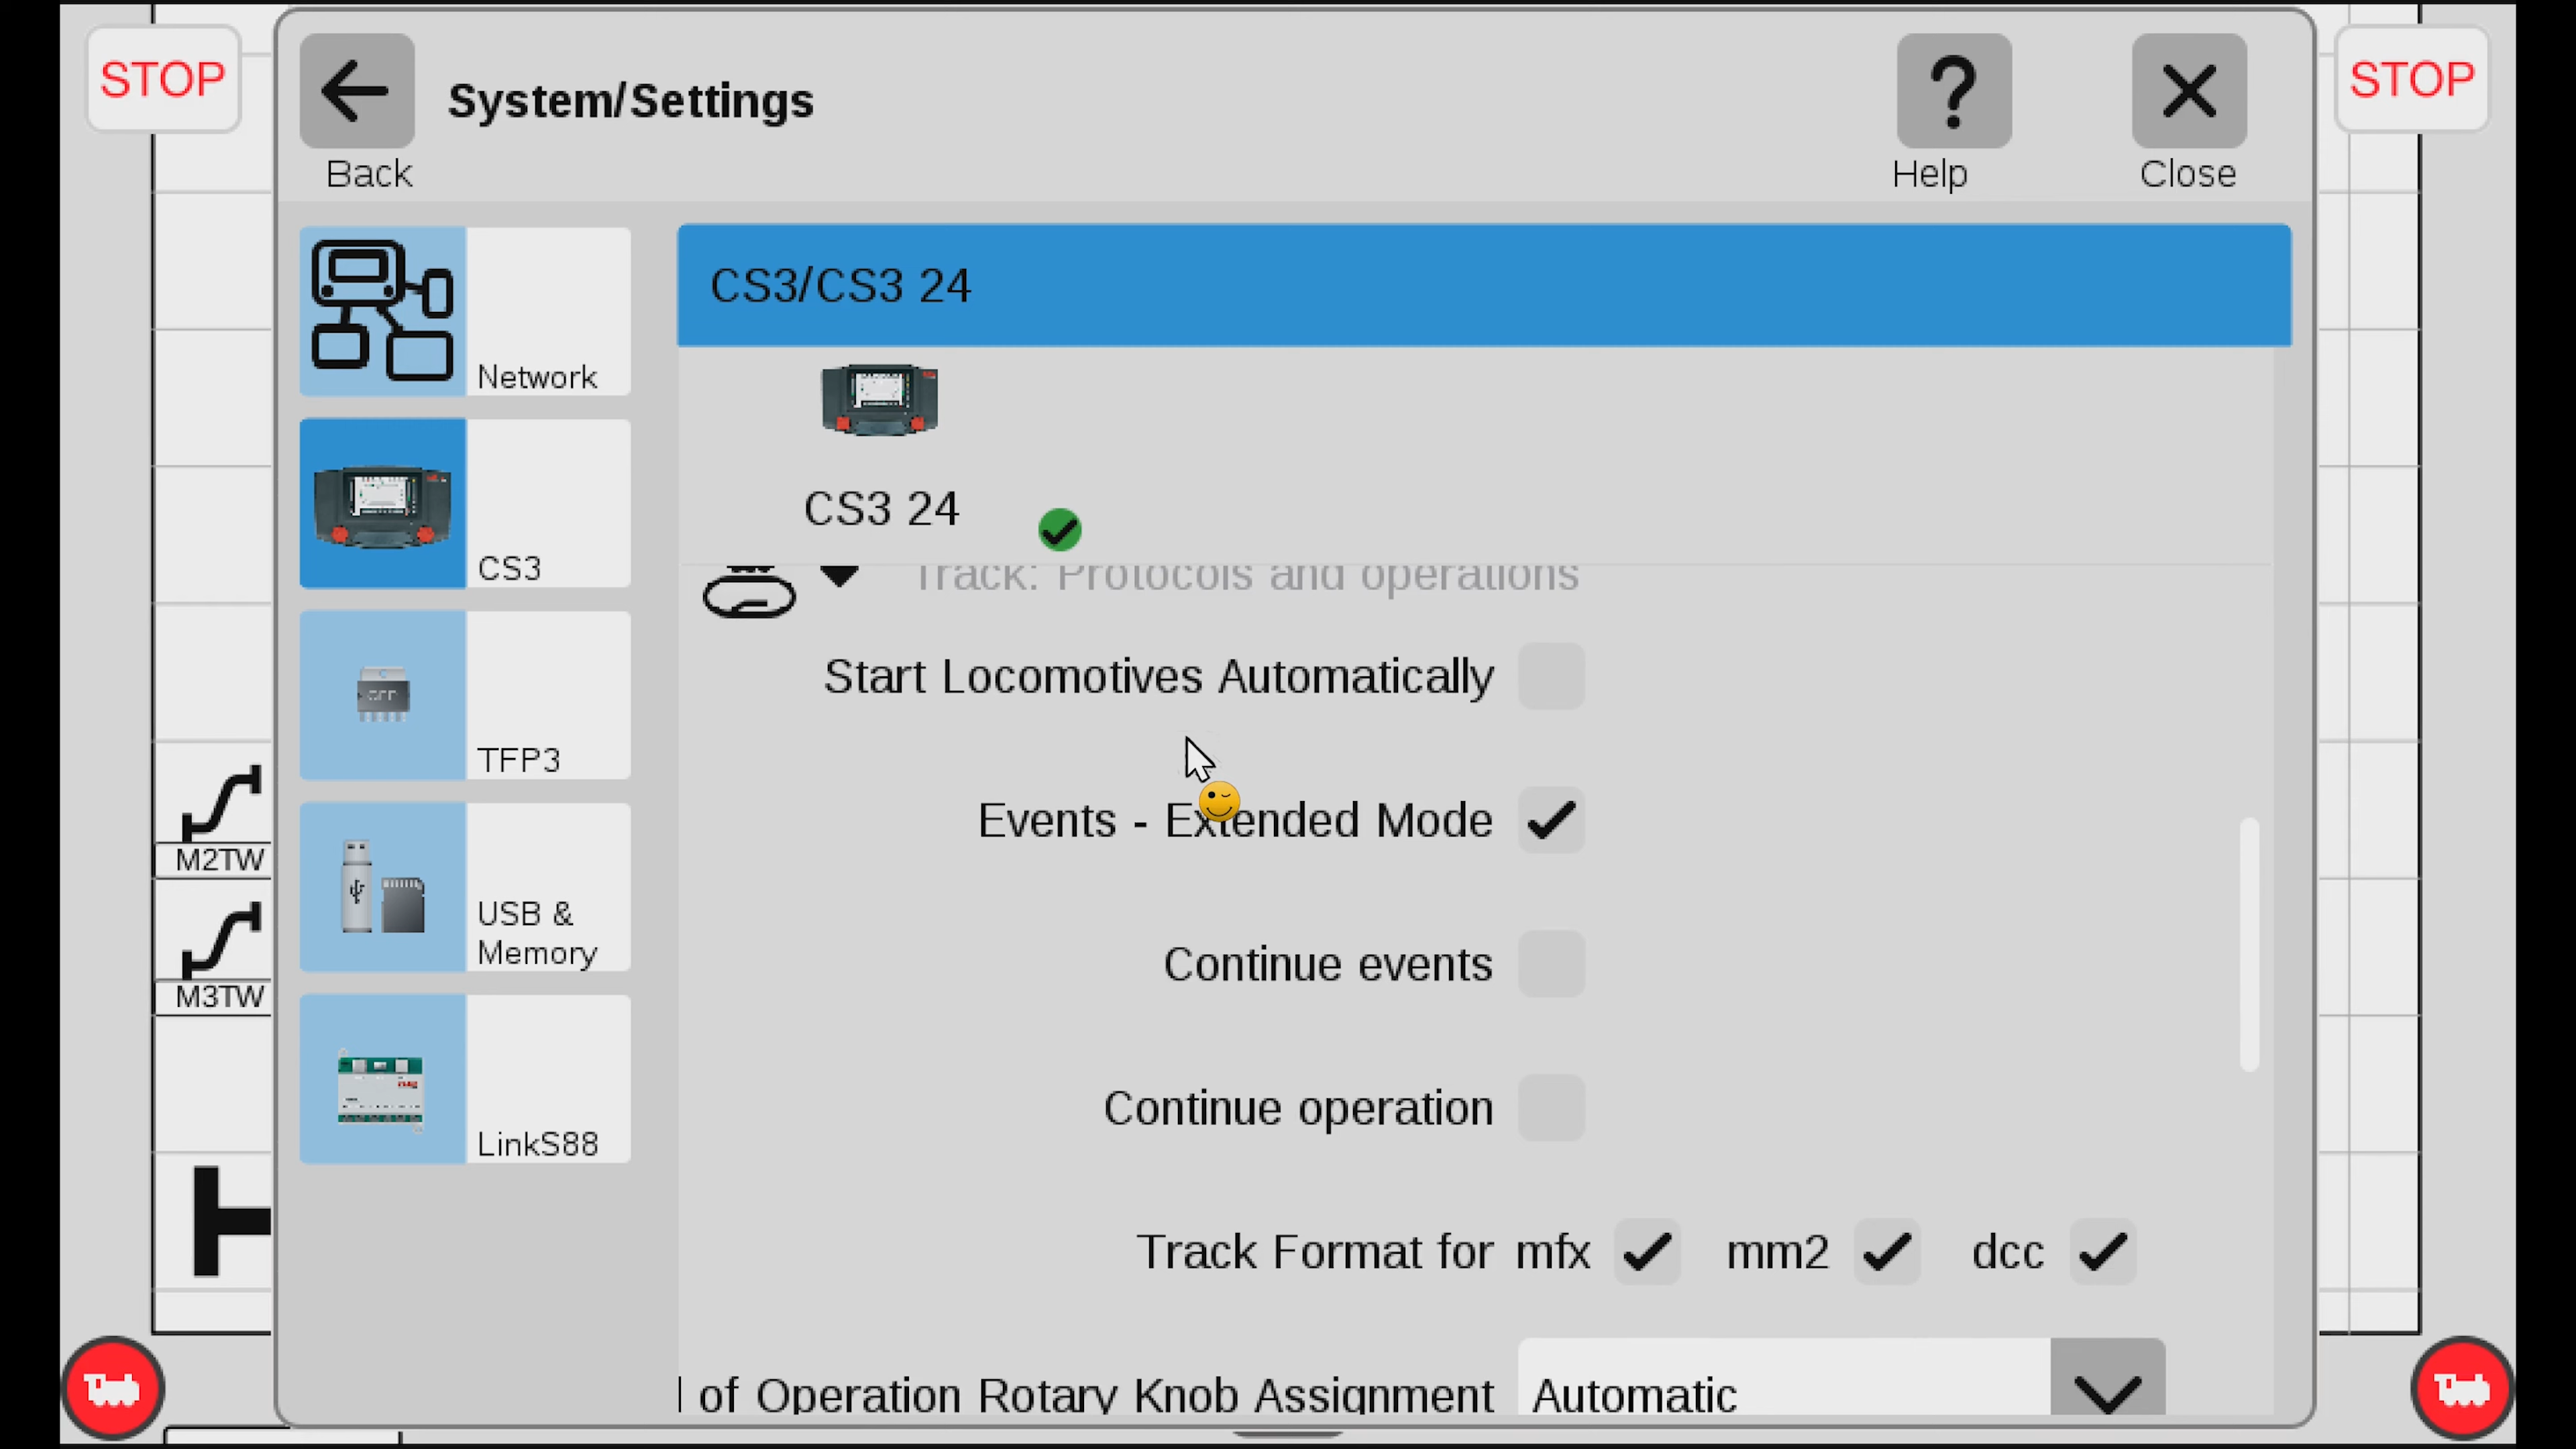 STOP
System/Settings
STOP
Back
Help
Close
CS3/CS3 24
Network
CS3 24
CS3
Track: Protocols and operations
Start Locomotives Automatically
TFP3
Events - Extended Mode
M2TW
USB &
Memory
Continue events
M3TW
Continue operation
LinkS88
Track Format for mfx mm2 dcc
of Operation Rotary Knob Assignment Automatic